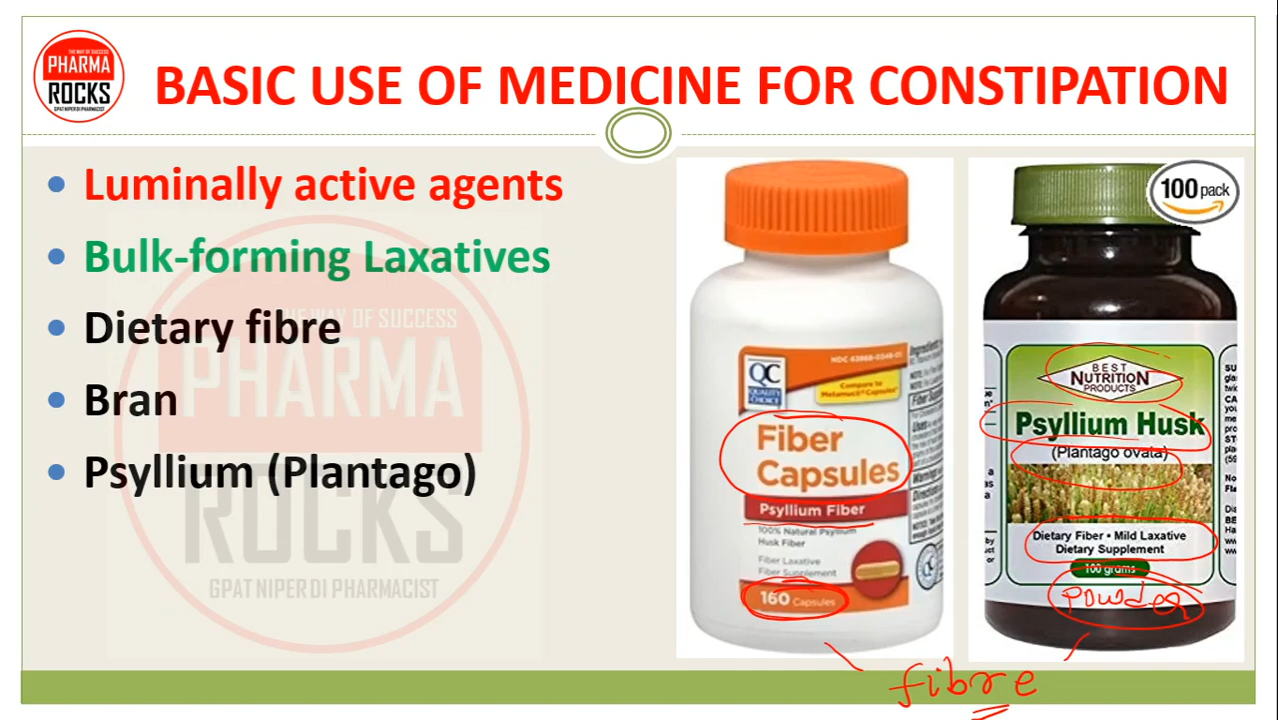 THE WAY OF SUCCESS
PHARMA
ROCKS
GPAT NIPER DI PHARMACIST
BASIC USE OF MEDICINE FOR CONSTIPATION
• Luminally active agents
• Bulk-forming Laxatives
• Dietary fibre
• Bran
• Psyllium (Plantago)
WAY OF SUCCESS
PHARMA
ROCKS
GPAT NIPER DI PHARMACIST
QC
QUALITY
CHOICE
Compare to
Metamucil® Capsules
Fiber
Capsules
Psyllium Fiber
100% Natural Psyllium
Husk Fiber
Fiber Laxative
Fiber Supplement
160 Capsules
100 pack
BEST
NUTRITION
PRODUCTS
Psyllium Husk
(Plantago ovata)
Dietary Fiber • Mild Laxative
Dietary Supplement
100 grams
powder
fibre